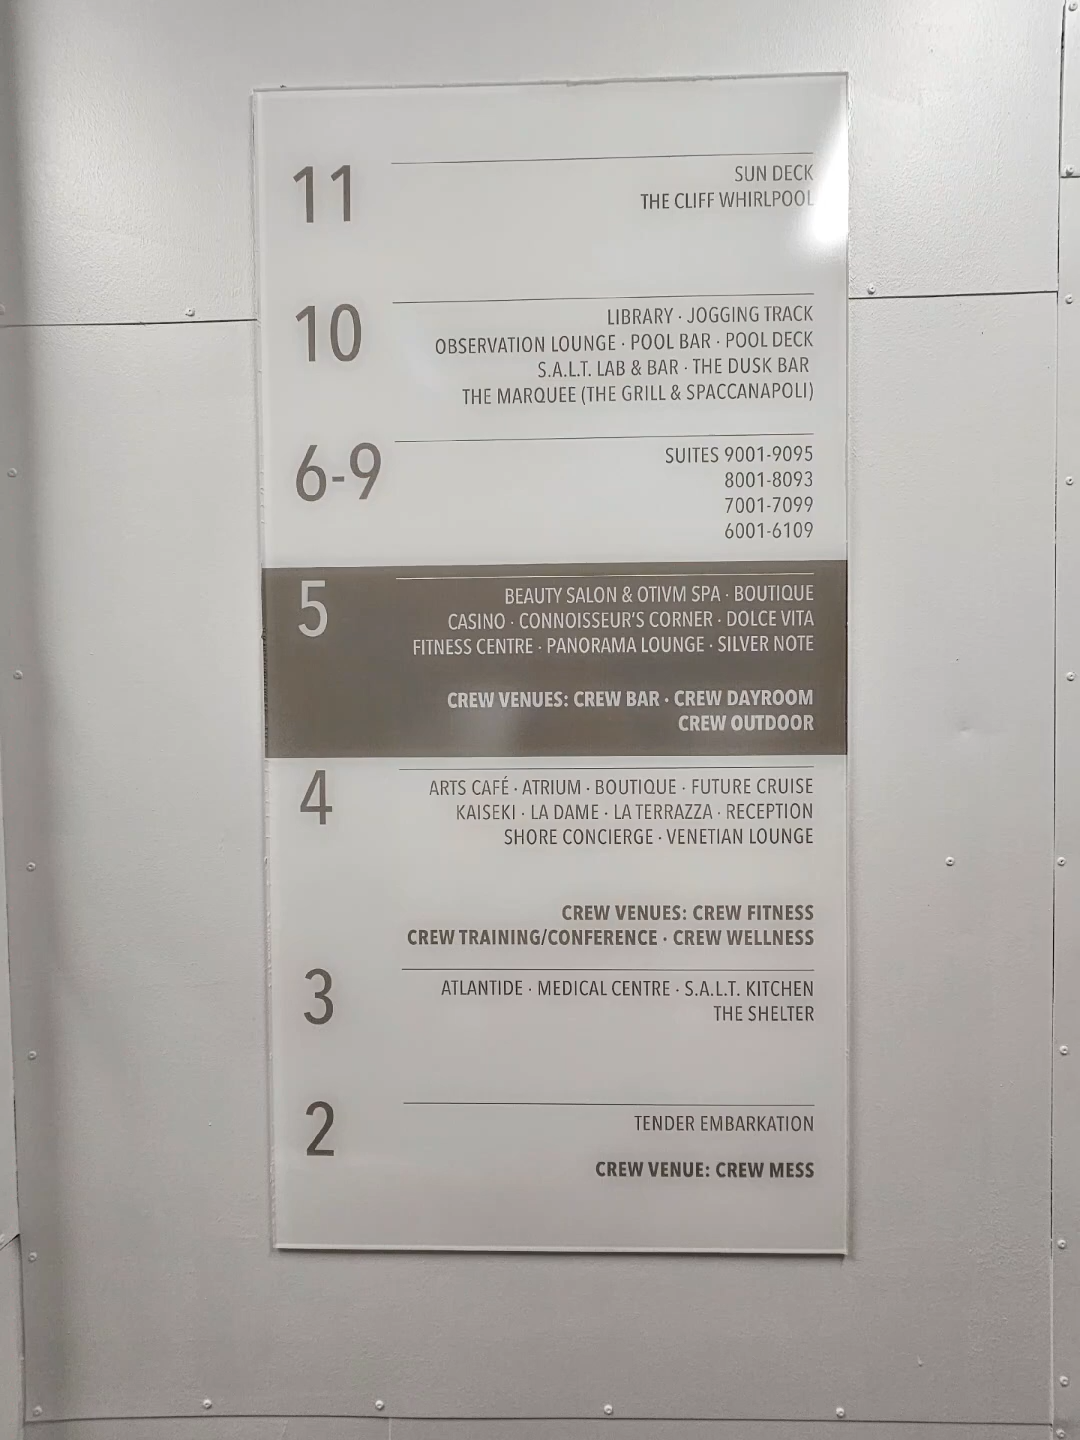 11
SUN DECK
THE CLIFF WHIRLPOOL
10
LIBRARY · JOGGING TRACK
OBSERVATION LOUNGE · POOL BAR · POOL DECK
S.A.L.T. LAB & BAR · THE DUSK BAR
THE MARQUEE (THE GRILL & SPACCANAPOLI)
6-9
SUITES 9001-9095
8001-8093
7001-7099
6001-6109
5
BEAUTY SALON & OTIVM SPA · BOUTIQUE
CASINO · CONNOISSEUR'S CORNER · DOLCE VITA
FITNESS CENTRE · PANORAMA LOUNGE · SILVER NOTE
CREW VENUES: CREW BAR · CREW DAYROOM
CREW OUTDOOR
4
ARTS CAFÉ · ATRIUM · BOUTIQUE · FUTURE CRUISE
KAISEKI · LA DAME · LA TERRAZZA · RECEPTION
SHORE CONCIERGE · VENETIAN LOUNGE
CREW VENUES: CREW FITNESS
CREW TRAINING/CONFERENCE · CREW WELLNESS
3
ATLANTIDE · MEDICAL CENTRE · S.A.L.T. KITCHEN
THE SHELTER
2
TENDER EMBARKATION
CREW VENUE: CREW MESS